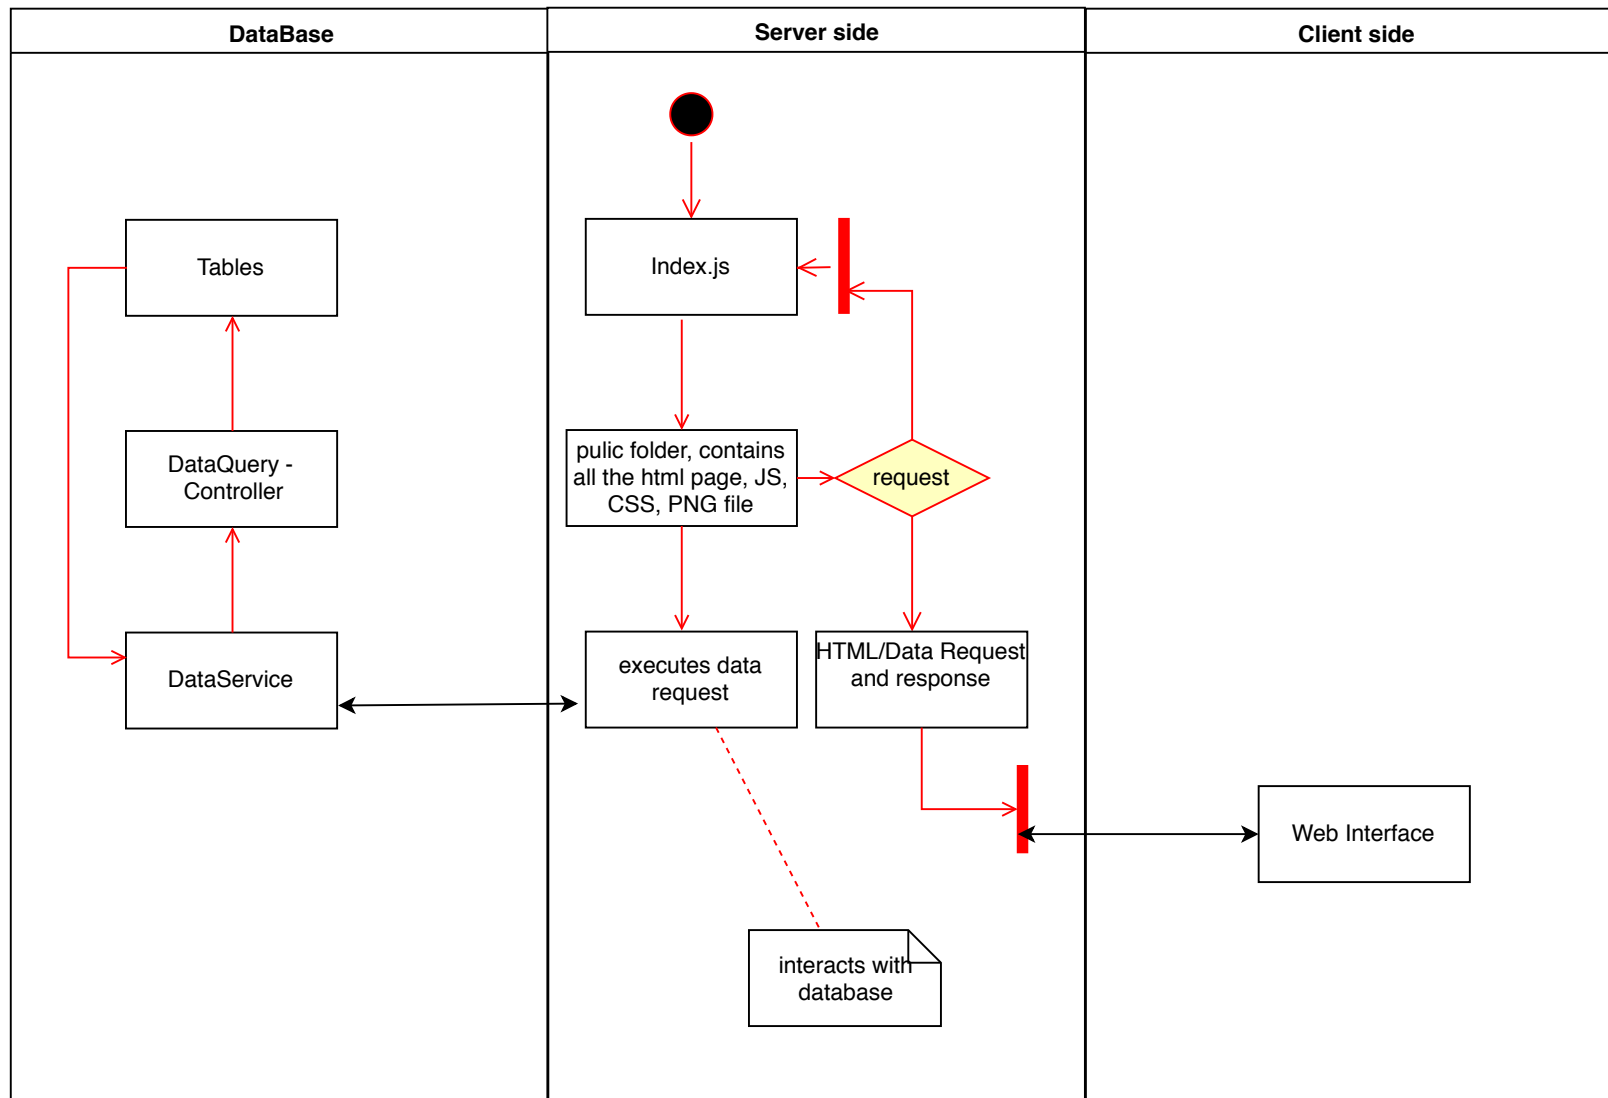 DataBase
Server side
Client side
Tables
Index.js
DataQuery -
Controller
pulic folder, contains
all the html page, JS,
CSS, PNG file
request
DataService
executes data
request
HTML/Data Request
and response
Web Interface
interacts with
database